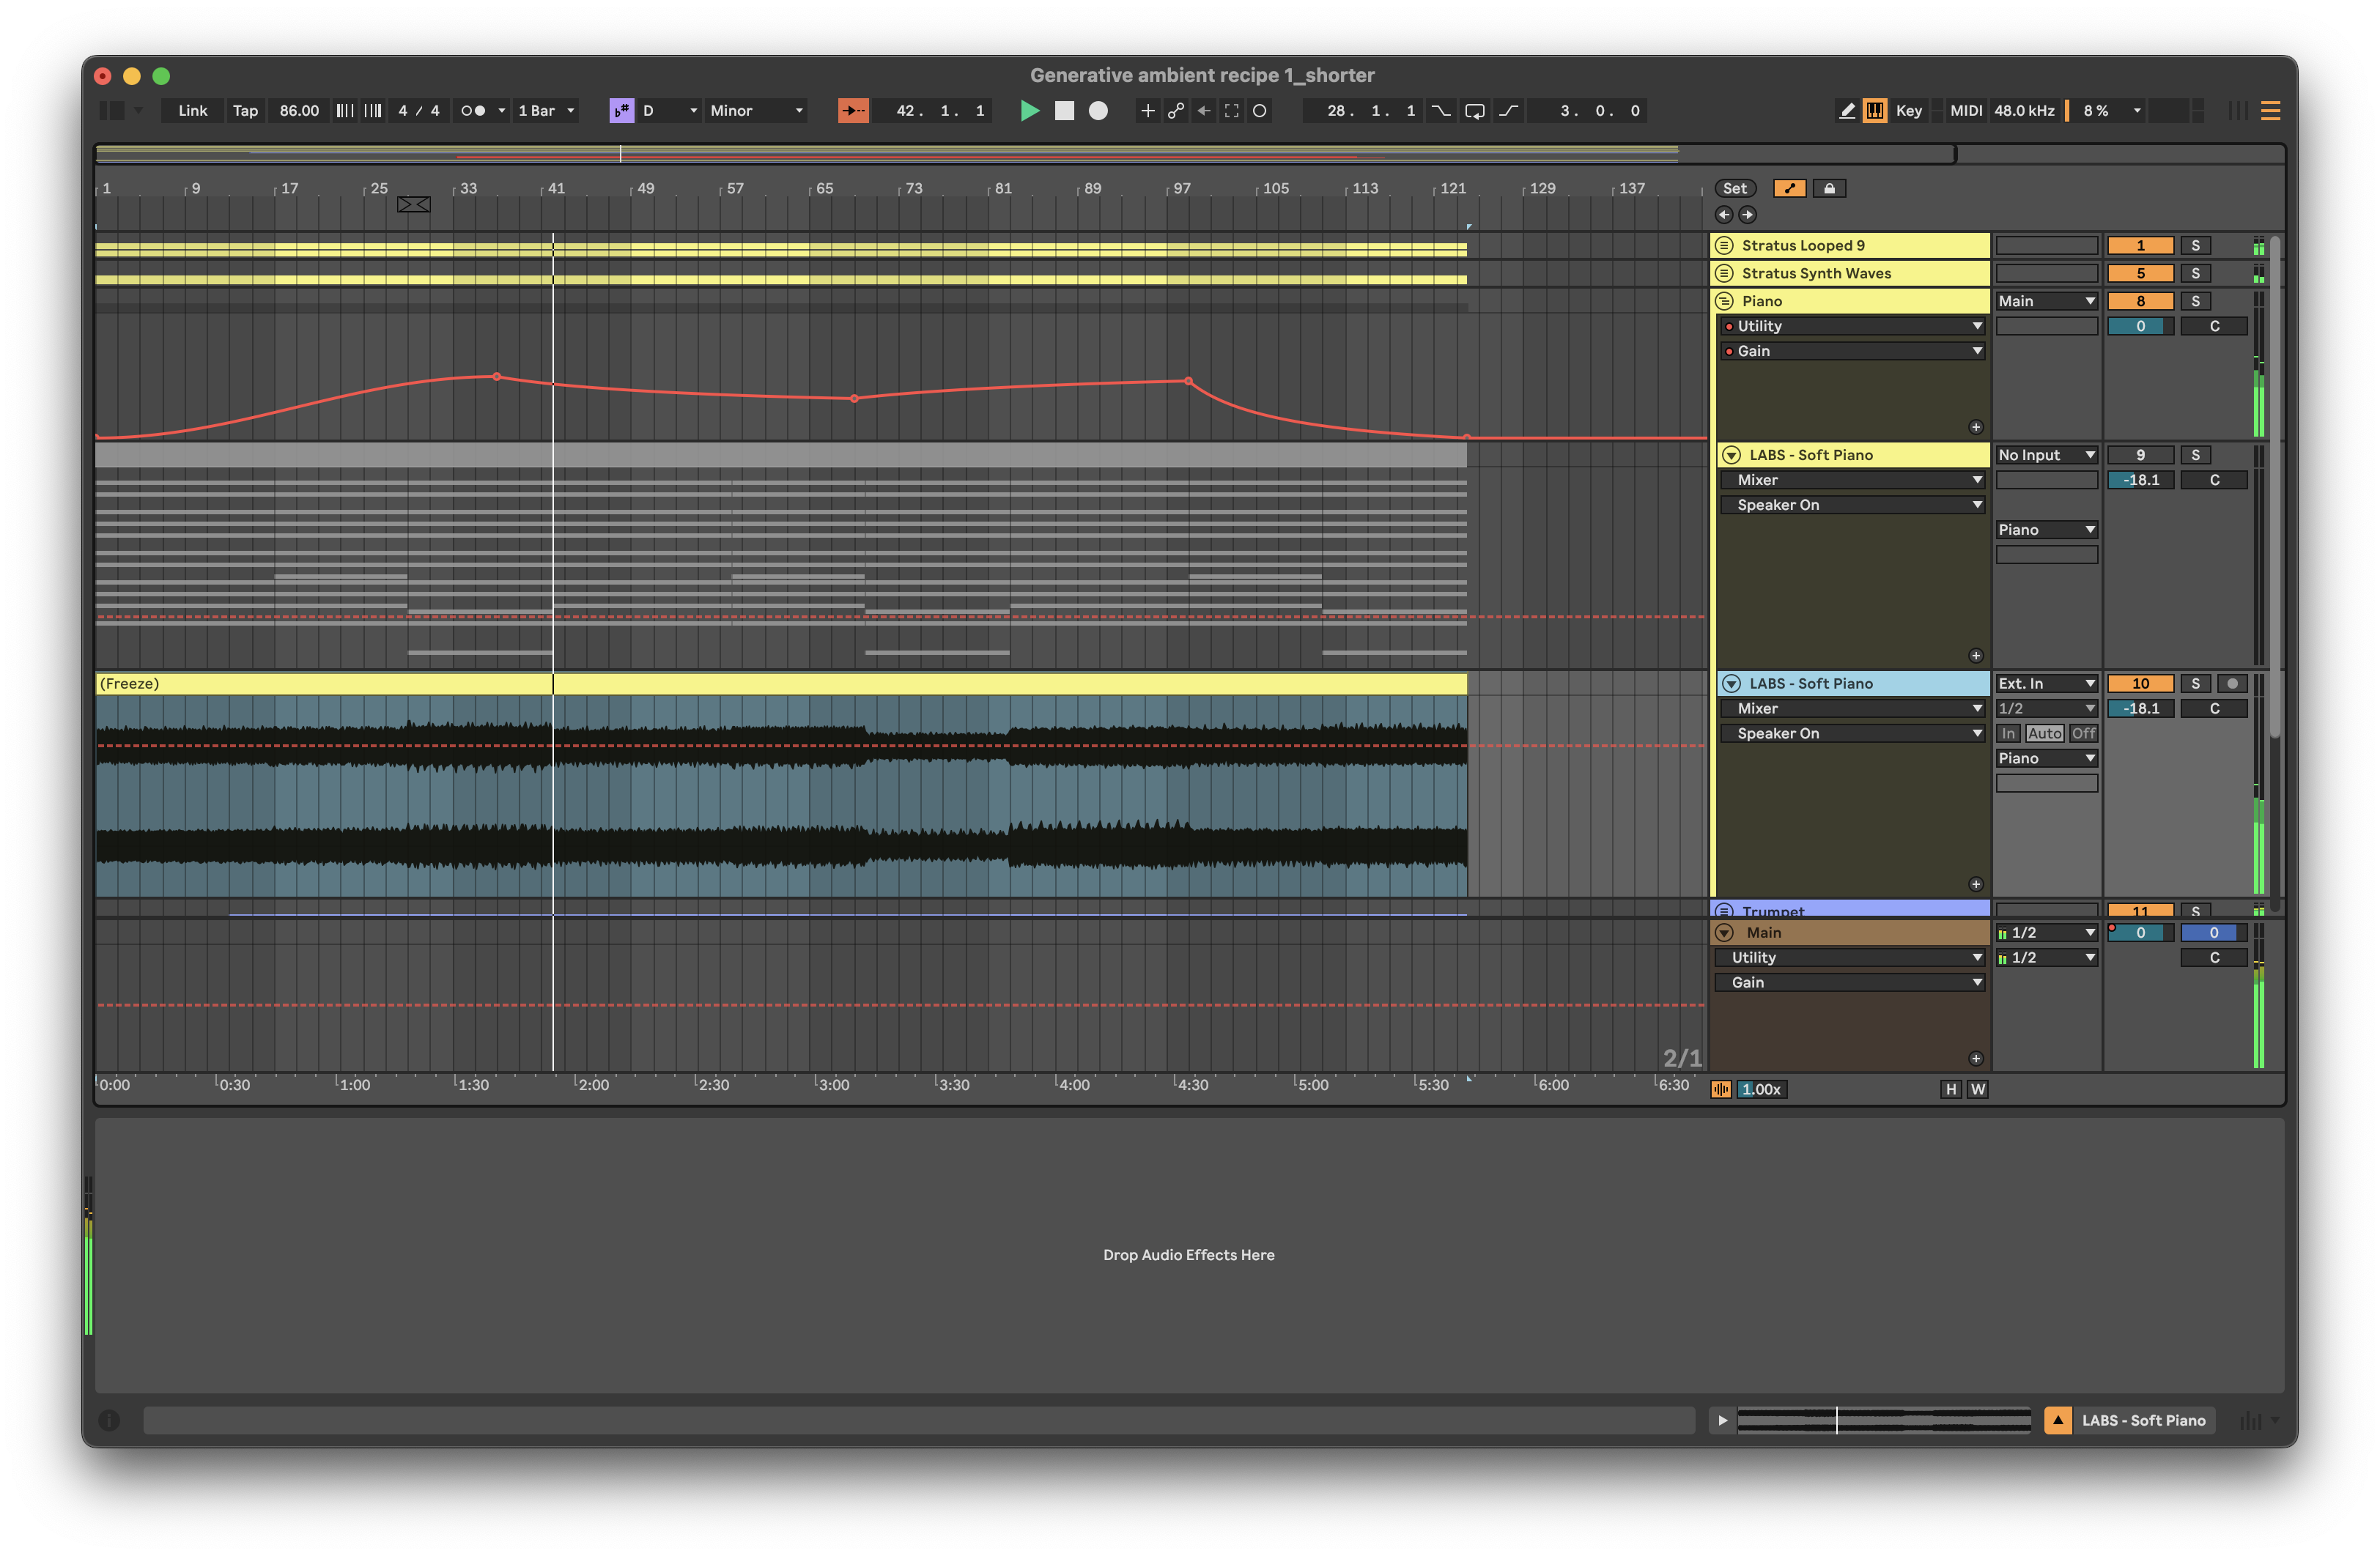 Generative ambient recipe 1_shorter
Link Tap 86.00 4 / 4 1 Bar D Minor 42. 1. 1 28. 1. 1 3. 0. 0 Key MIDI 48.0 kHz 8 %
1 9 17 25 33 41 49 57 65 73 81 89 97 105 113 121 129 137 Set
Stratus Looped 9 1 S
Stratus Synth Waves 5 S
Piano Main 8 S
Utility 0 C
Gain
LABS - Soft Piano No Input 9 S
Mixer -18.1 C
Speaker On
Piano
(Freeze) LABS - Soft Piano Ext. In 10 S
Mixer 1/2 -18.1 C
Speaker On In Auto Off
Piano
Trumpet 11 S
Main 1/2 0 0
Utility 1/2 C
Gain
2/1
0:00 0:30 1:00 1:30 2:00 2:30 3:00 3:30 4:00 4:30 5:00 5:30 6:00 6:30 1.00x H W
Drop Audio Effects Here
LABS - Soft Piano